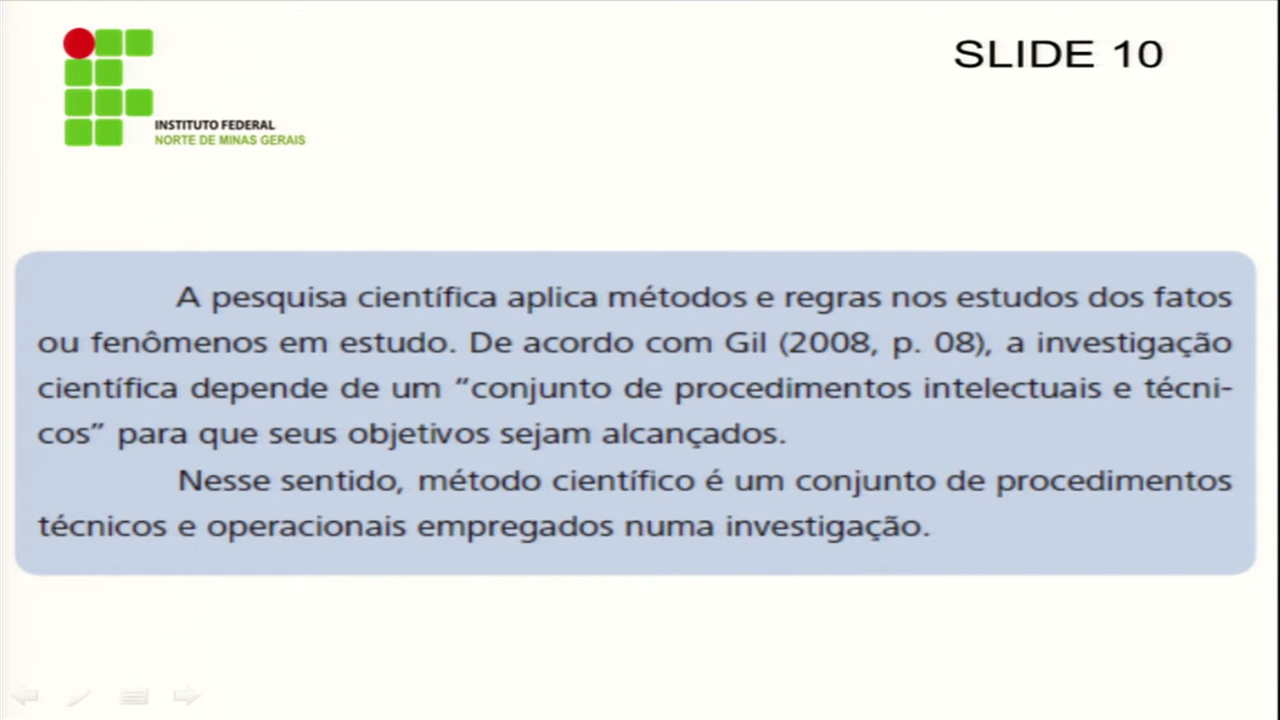 SLIDE 10
INSTITUTO FEDERAL
NORTE DE MINAS GERAIS
A pesquisa científica aplica métodos e regras nos estudos dos fatos
ou fenômenos em estudo. De acordo com Gil (2008, p. 08), a investigação
científica depende de um “conjunto de procedimentos intelectuais e técni-
cos” para que seus objetivos sejam alcançados.
Nesse sentido, método científico é um conjunto de procedimentos
técnicos e operacionais empregados numa investigação.